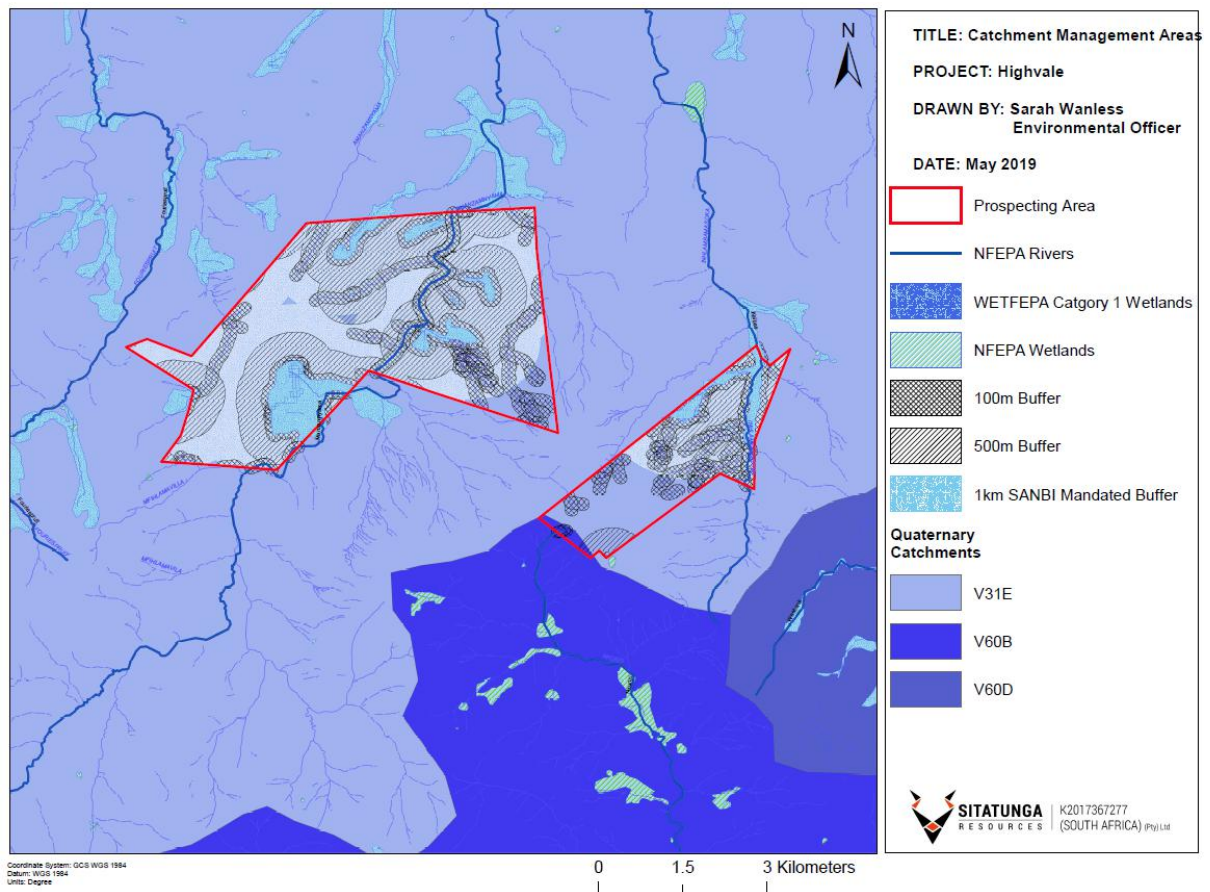 N
TITLE: Catchment Management Areas
PROJECT: Highvale
DRAWN BY: Sarah Wanless
Environmental Officer
DATE: May 2019
Prospecting Area
NFEPA Rivers
WETFEPA Catgory 1 Wetlands
NFEPA Wetlands
100m Buffer
500m Buffer
1km SANBI Mandated Buffer
Quaternary
Catchments
V31E
V60B
V60D
SITATUNGA
RESOURCES
K2017367277
(SOUTH AFRICA) (Pty) Ltd
MFIHLAMAVILLA
MFIHLAMAVILA
Coordinate System: GCS WGS 1984
Datum: WGS 1984
Units: Degree
0 1.5 3 Kilometers